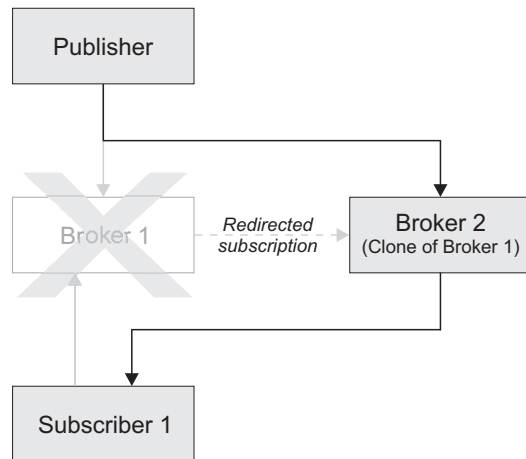 Publisher
Broker 1
Redirected
subscription
Broker 2
(Clone of Broker 1)
Subscriber 1